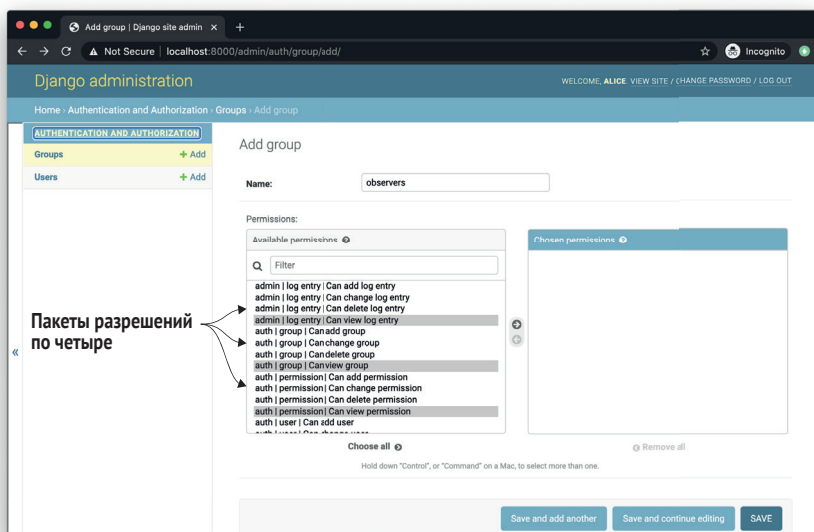 Add group | Django site admin
Not Secure | localhost:8000/admin/auth/group/add/
Incognito
Django administration
WELCOME, ALICE. VIEW SITE / CHANGE PASSWORD / LOG OUT
Home › Authentication and Authorization › Groups › Add group
AUTHENTICATION AND AUTHORIZATION
Groups + Add
Users + Add
Add group
Name: observers
Permissions:
Available permissions
Chosen permissions
Filter
admin | log entry | Can add log entry
admin | log entry | Can change log entry
admin | log entry | Can delete log entry
admin | log entry | Can view log entry
auth | group | Can add group
auth | group | Can change group
auth | group | Can delete group
auth | group | Can view group
auth | permission | Can add permission
auth | permission | Can change permission
auth | permission | Can delete permission
auth | permission | Can view permission
auth | user | Can add user
auth | user | Can change user
Пакеты разрешений
по четыре
«
Choose all
Remove all
Hold down "Control", or "Command" on a Mac, to select more than one.
Save and add another
Save and continue editing
SAVE